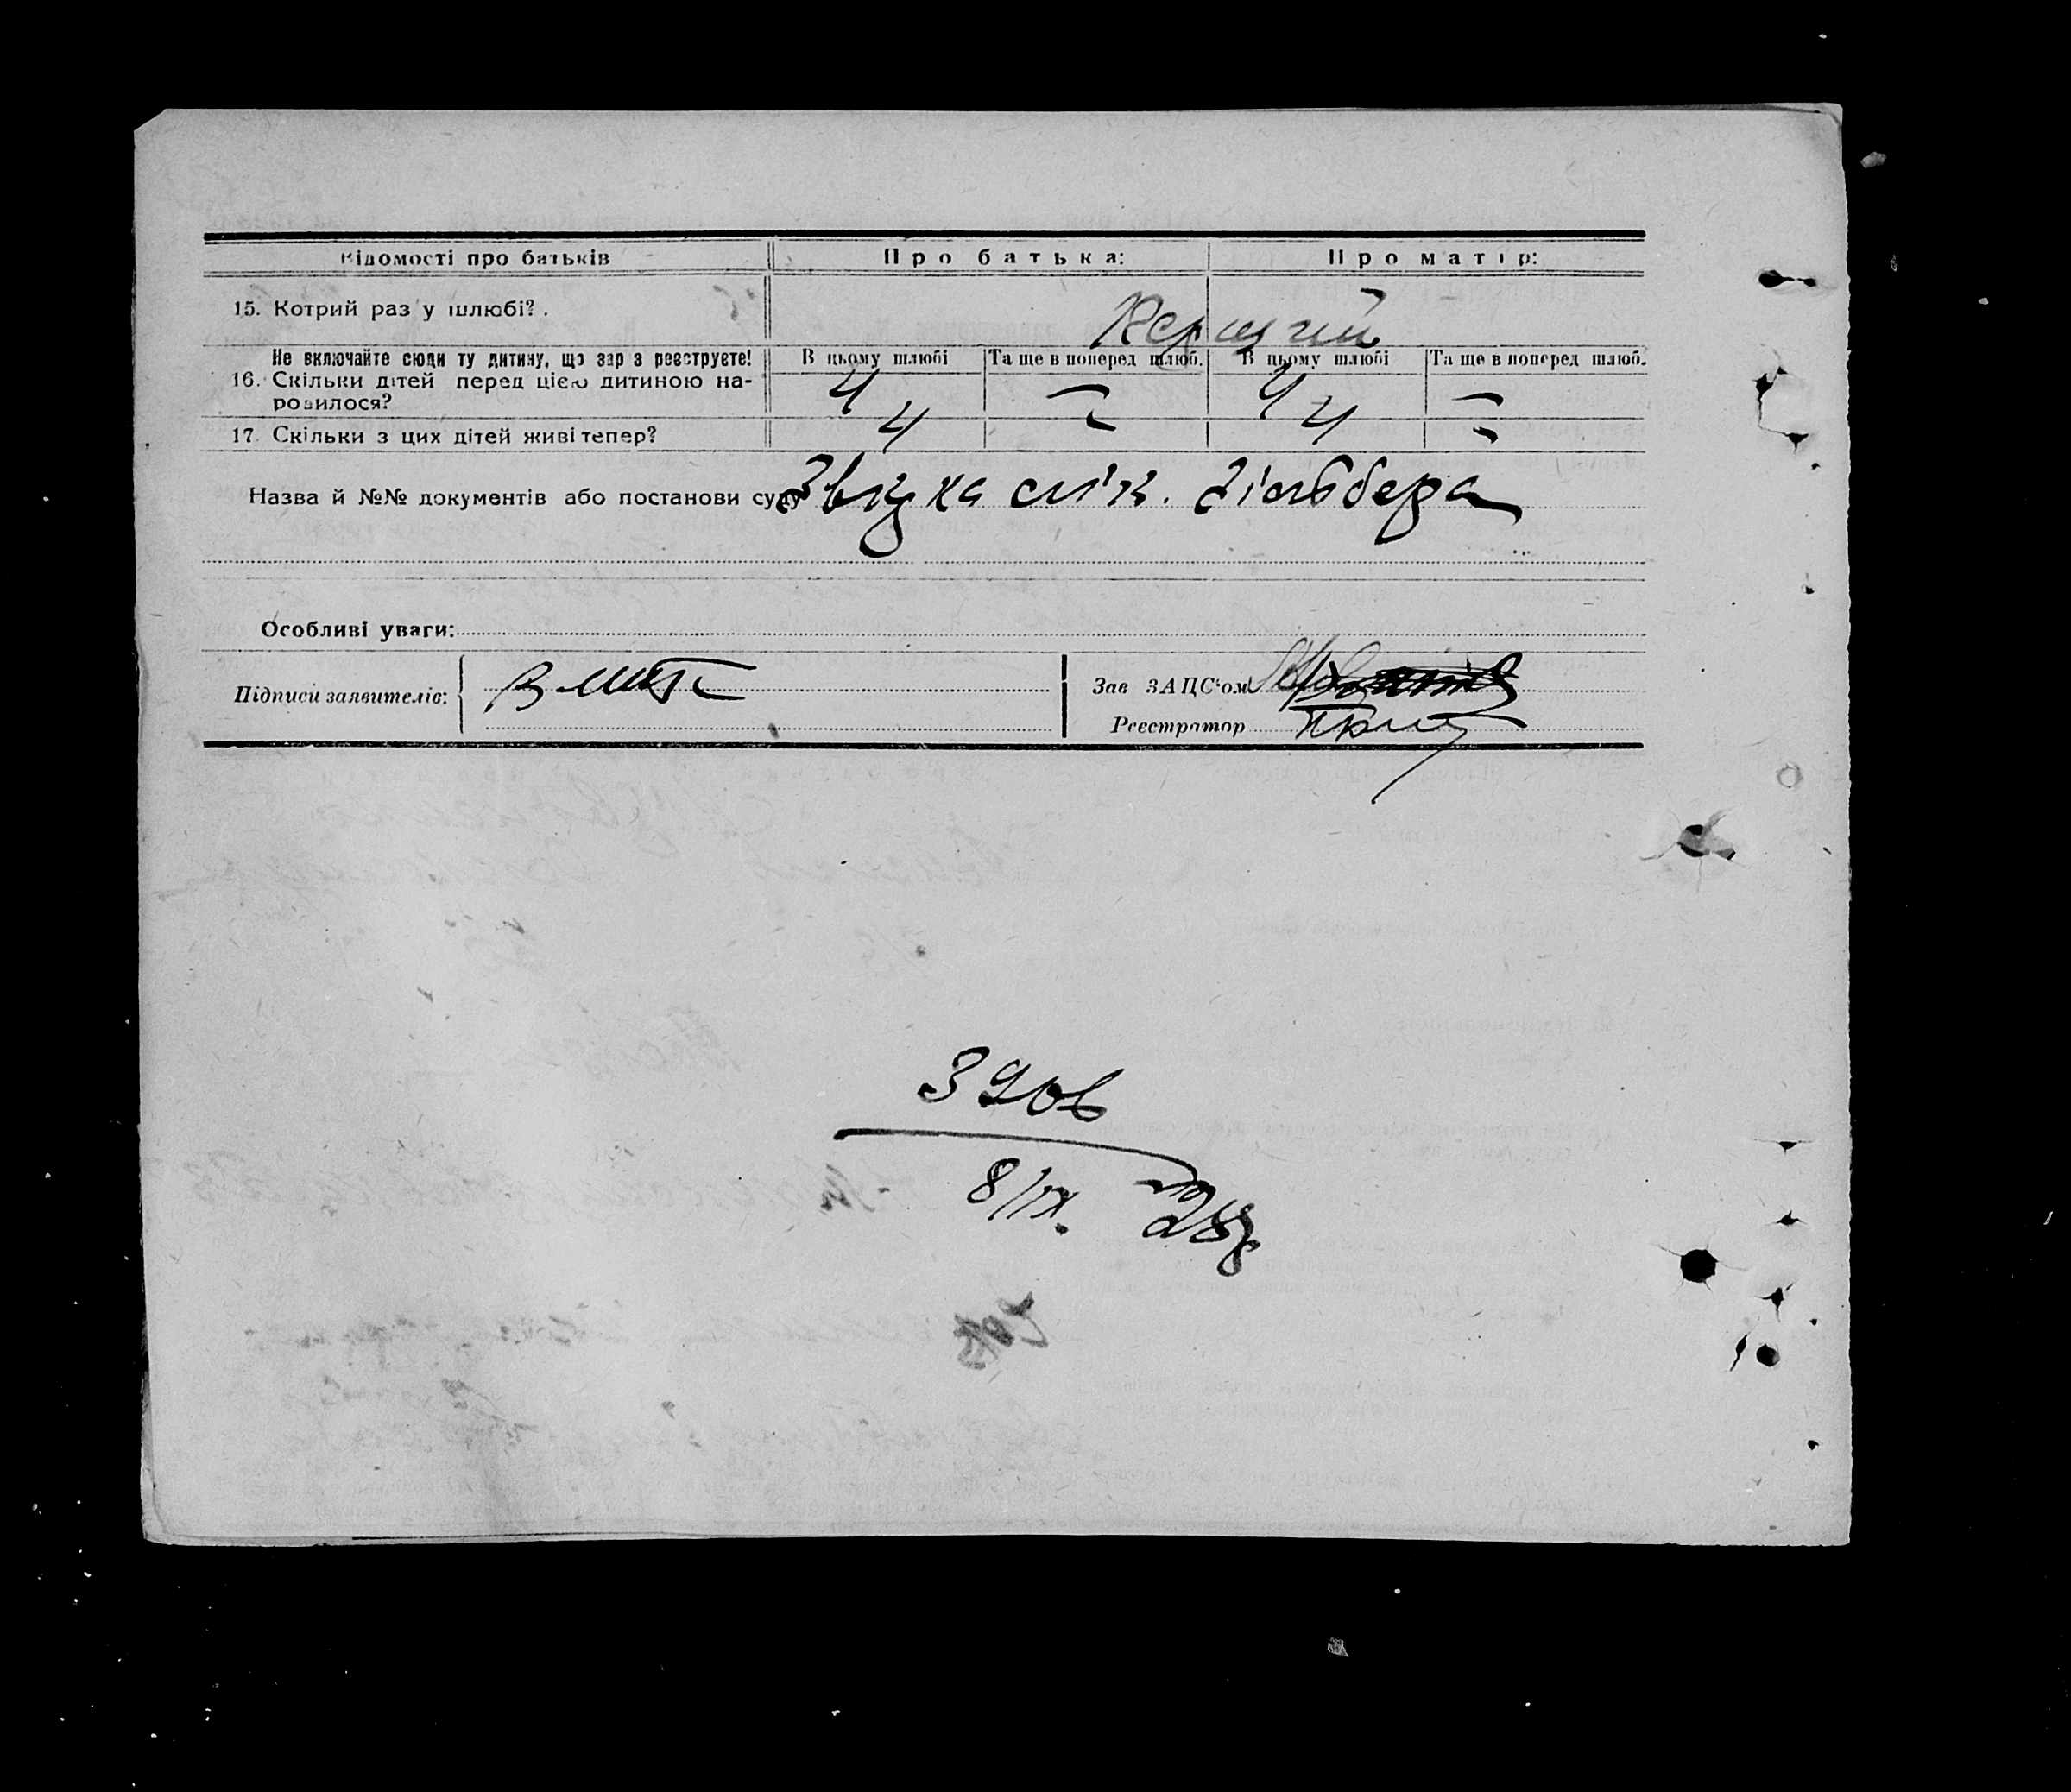 Відомості про батьків Про батька: Про матір:
15. Котрий раз у шлюбі?. Перший
Не включайте сюди ту дитину, що зар з реєструєте! В цьому шлюбі Та ще в поперед шлюб. В цьому шлюбі Та ще в поперед шлюб.
16. Скільки дітей перед цією дитиною на-
родилося? 4 — 4 —
17. Скільки з цих дітей живі тепер? 4 — 4 —
Назва й №№ документів або постанови суду
Особливі уваги:
Підписи заявителів: Зав ЗАЦС'ом
Реєстратор
8/IX. 28р